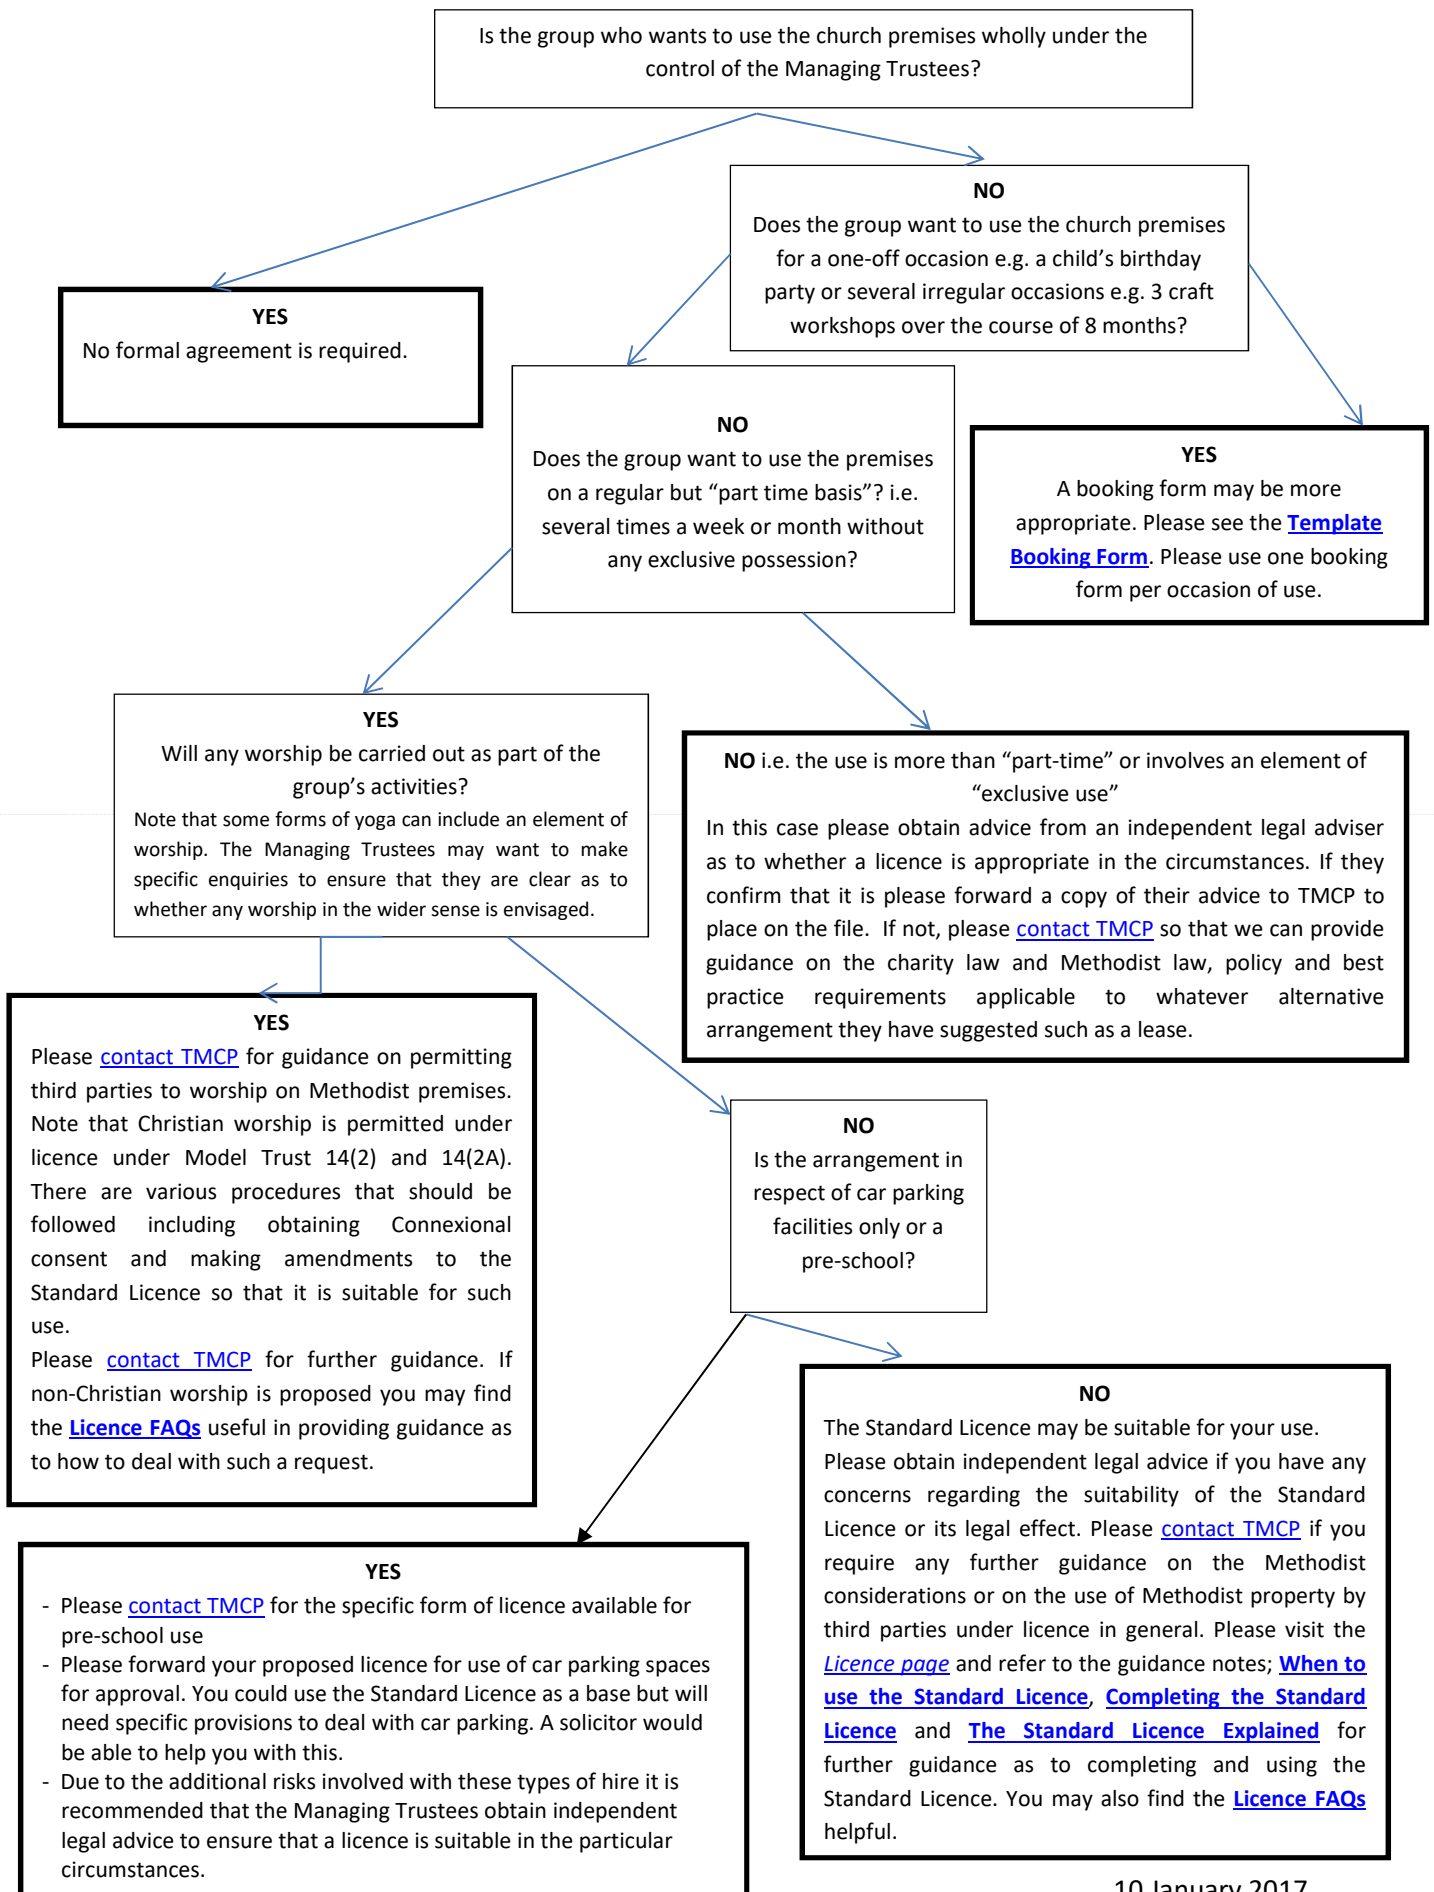 Is the group who wants to use the church premises wholly under the
control of the Managing Trustees?
NO
Does the group want to use the church premises
for a one-off occasion e.g. a child’s birthday
party or several irregular occasions e.g. 3 craft
workshops over the course of 8 months?
YES
No formal agreement is required.
NO
Does the group want to use the premises
on a regular but “part time basis”? i.e.
several times a week or month without
any exclusive possession?
YES
A booking form may be more
appropriate. Please see the Template
Booking Form. Please use one booking
form per occasion of use.
YES
Will any worship be carried out as part of the
group’s activities?
Note that some forms of yoga can include an element of
worship. The Managing Trustees may want to make
specific enquiries to ensure that they are clear as to
whether any worship in the wider sense is envisaged.
NO i.e. the use is more than “part-time” or involves an element of
“exclusive use”
In this case please obtain advice from an independent legal adviser
as to whether a licence is appropriate in the circumstances. If they
confirm that it is please forward a copy of their advice to TMCP to
place on the file. If not, please contact TMCP so that we can provide
guidance on the charity law and Methodist law, policy and best
practice requirements applicable to whatever alternative
arrangement they have suggested such as a lease.
YES
Please contact TMCP for guidance on permitting
third parties to worship on Methodist premises.
Note that Christian worship is permitted under
licence under Model Trust 14(2) and 14(2A).
There are various procedures that should be
followed including obtaining Connexional
consent and making amendments to the
Standard Licence so that it is suitable for such
use.
Please contact TMCP for further guidance. If
non-Christian worship is proposed you may find
the Licence FAQs useful in providing guidance as
to how to deal with such a request.
NO
Is the arrangement in
respect of car parking
facilities only or a
pre-school?
NO
The Standard Licence may be suitable for your use.
Please obtain independent legal advice if you have any
concerns regarding the suitability of the Standard
Licence or its legal effect. Please contact TMCP if you
require any further guidance on the Methodist
considerations or on the use of Methodist property by
third parties under licence in general. Please visit the
Licence page and refer to the guidance notes; When to
use the Standard Licence, Completing the Standard
Licence and The Standard Licence Explained for
further guidance as to completing and using the
Standard Licence. You may also find the Licence FAQs
helpful.
YES
- Please contact TMCP for the specific form of licence available for
pre-school use
- Please forward your proposed licence for use of car parking spaces
for approval. You could use the Standard Licence as a base but will
need specific provisions to deal with car parking. A solicitor would
be able to help you with this.
- Due to the additional risks involved with these types of hire it is
recommended that the Managing Trustees obtain independent
legal advice to ensure that a licence is suitable in the particular
circumstances.
10 January 2017